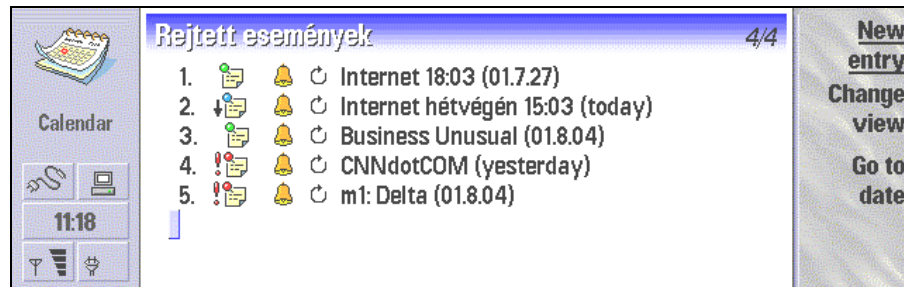 Calendar
11:18
Rejtett események 4/4
1. Internet 18:03 (01.7.27)
2. Internet hétvégén 15:03 (today)
3. Business Unusual (01.8.04)
4. CNNdotCOM (yesterday)
5. m1: Delta (01.8.04)
New
entry
Change
view
Go to
date